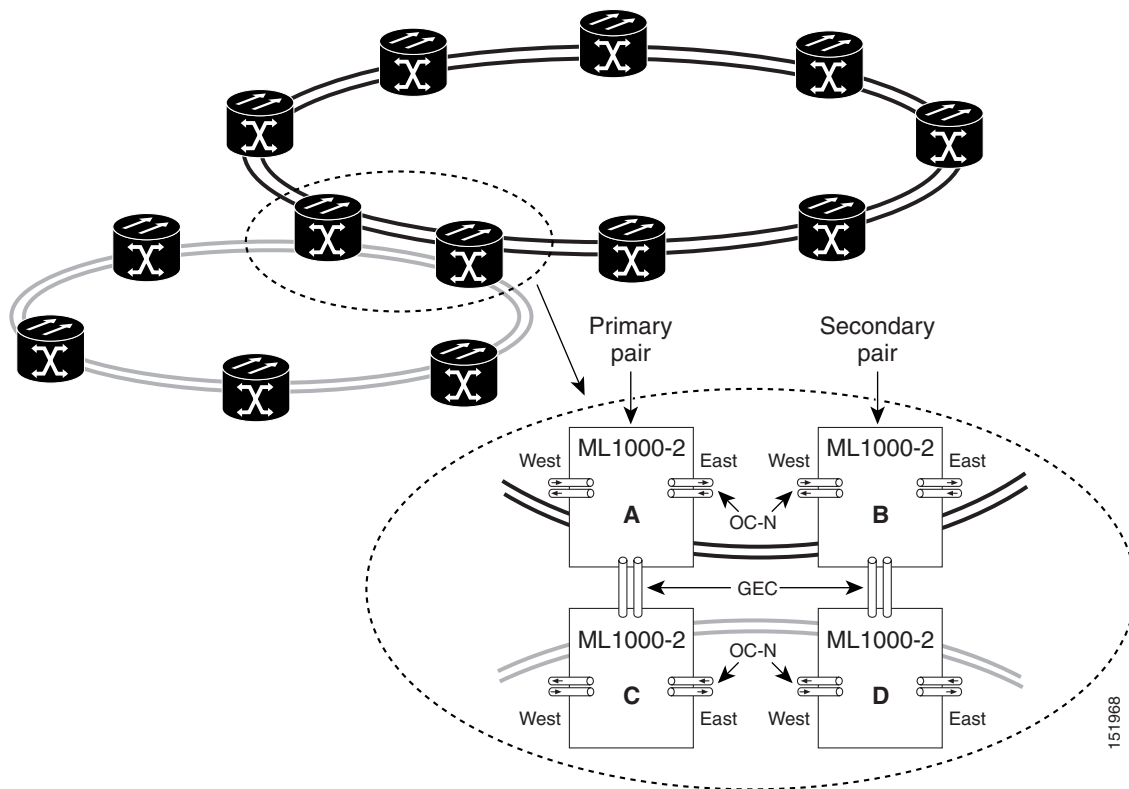 Primary
pair
Secondary
pair
ML1000-2
ML1000-2
West
East
West
East
A
OC-N
B
GEC
ML1000-2
ML1000-2
OC-N
C
D
West
East
West
East
151968